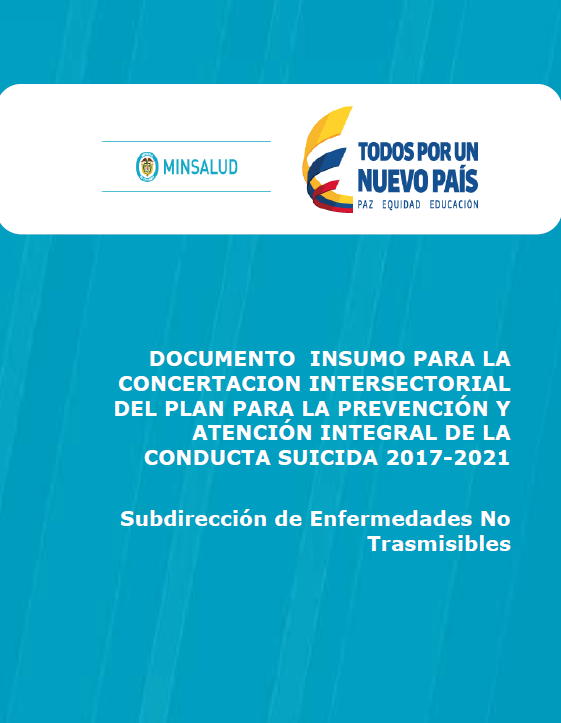 MINSALUD
TODOS POR UN
NUEVO PAÍS
PAZ EQUIDAD EDUCACIÓN
DOCUMENTO INSUMO PARA LA
CONCERTACION INTERSECTORIAL
DEL PLAN PARA LA PREVENCIÓN Y
ATENCIÓN INTEGRAL DE LA
CONDUCTA SUICIDA 2017-2021
Subdirección de Enfermedades No
Trasmisibles